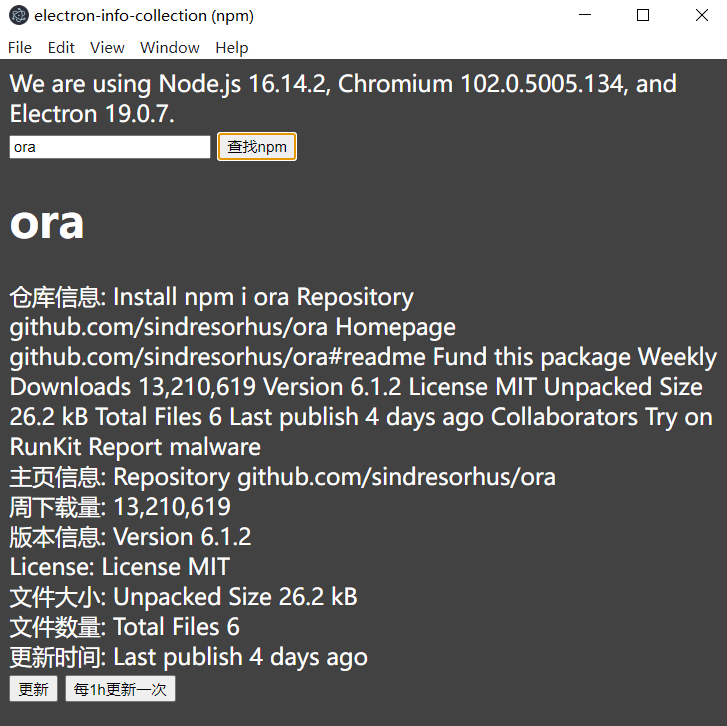 electron-info-collection (npm)
File Edit View Window Help
We are using Node.js 16.14.2, Chromium 102.0.5005.134, and
Electron 19.0.7.
ora 查找npm
ora
仓库信息: Install npm i ora Repository
github.com/sindresorhus/ora Homepage
github.com/sindresorhus/ora#readme Fund this package Weekly
Downloads 13,210,619 Version 6.1.2 License MIT Unpacked Size
26.2 kB Total Files 6 Last publish 4 days ago Collaborators Try on
RunKit Report malware
主页信息: Repository github.com/sindresorhus/ora
周下载量: 13,210,619
版本信息: Version 6.1.2
License: License MIT
文件大小: Unpacked Size 26.2 kB
文件数量: Total Files 6
更新时间: Last publish 4 days ago
更新 每1h更新一次